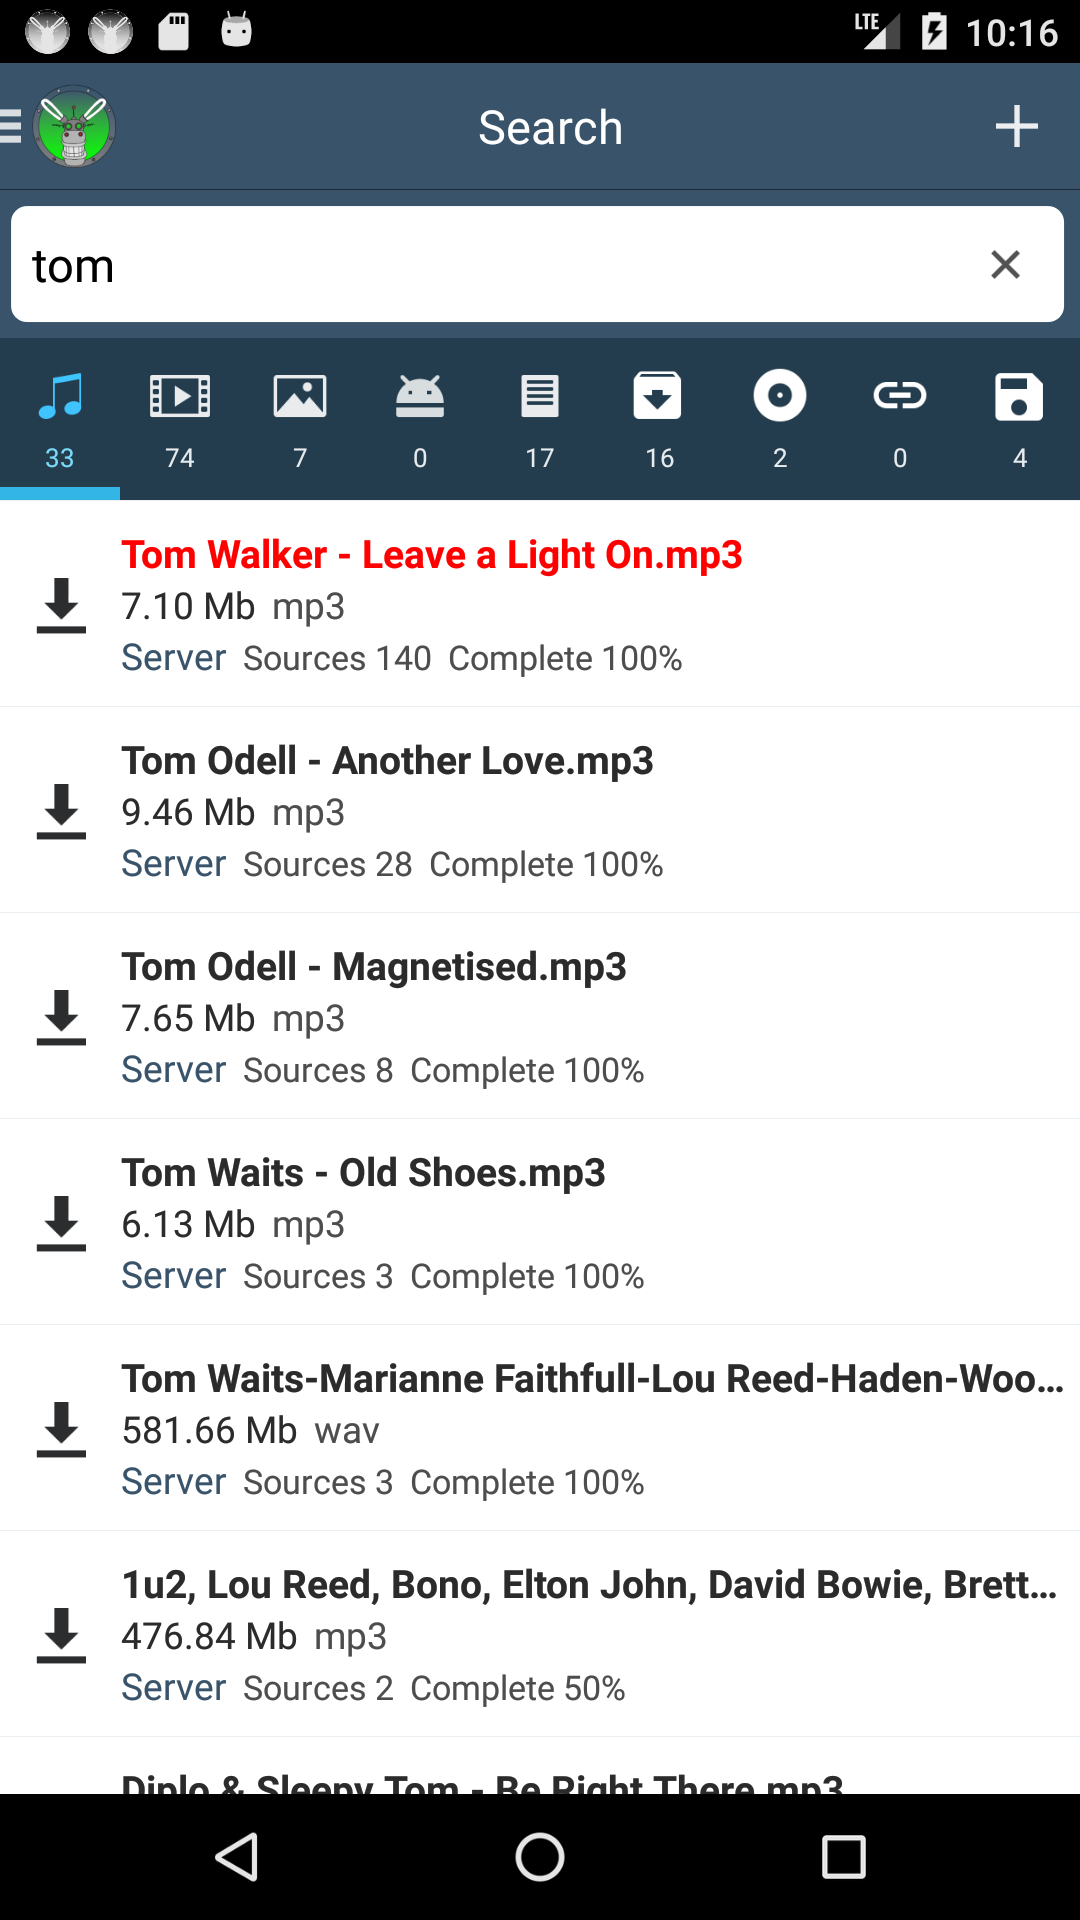 LTE 10:16
Search
tom
33 74 7 0 17 16 2 0 4
Tom Walker - Leave a Light On.mp3
7.10 Mb mp3
Server Sources 140 Complete 100%
Tom Odell - Another Love.mp3
9.46 Mb mp3
Server Sources 28 Complete 100%
Tom Odell - Magnetised.mp3
7.65 Mb mp3
Server Sources 8 Complete 100%
Tom Waits - Old Shoes.mp3
6.13 Mb mp3
Server Sources 3 Complete 100%
Tom Waits-Marianne Faithfull-Lou Reed-Haden-Woo...
581.66 Mb wav
Server Sources 3 Complete 100%
1u2, Lou Reed, Bono, Elton John, David Bowie, Brett...
476.84 Mb mp3
Server Sources 2 Complete 50%
Diplo & Sleepy Tom - Be Right There.mp3